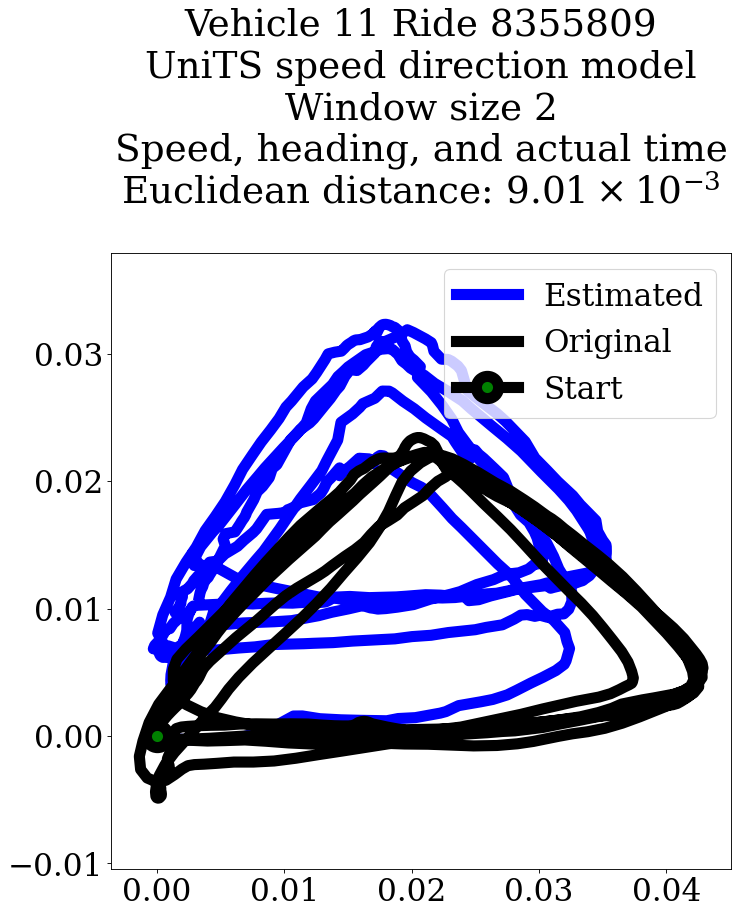 Vehicle 11 Ride 8355809
UniTS speed direction model
Window size 2
Speed, heading, and actual time
Euclidean distance: 9.01 × 10⁻³
Estimated
Original
Start
0.03
0.02
0.01
0.00
−0.01
0.00 0.01 0.02 0.03 0.04